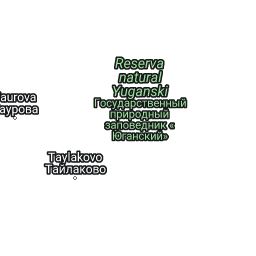 Reserva
natural
Yuganski
Государственный
природный
заповедник «
Юганский»
aurova
аурова
Taylakovo
Тайлаково